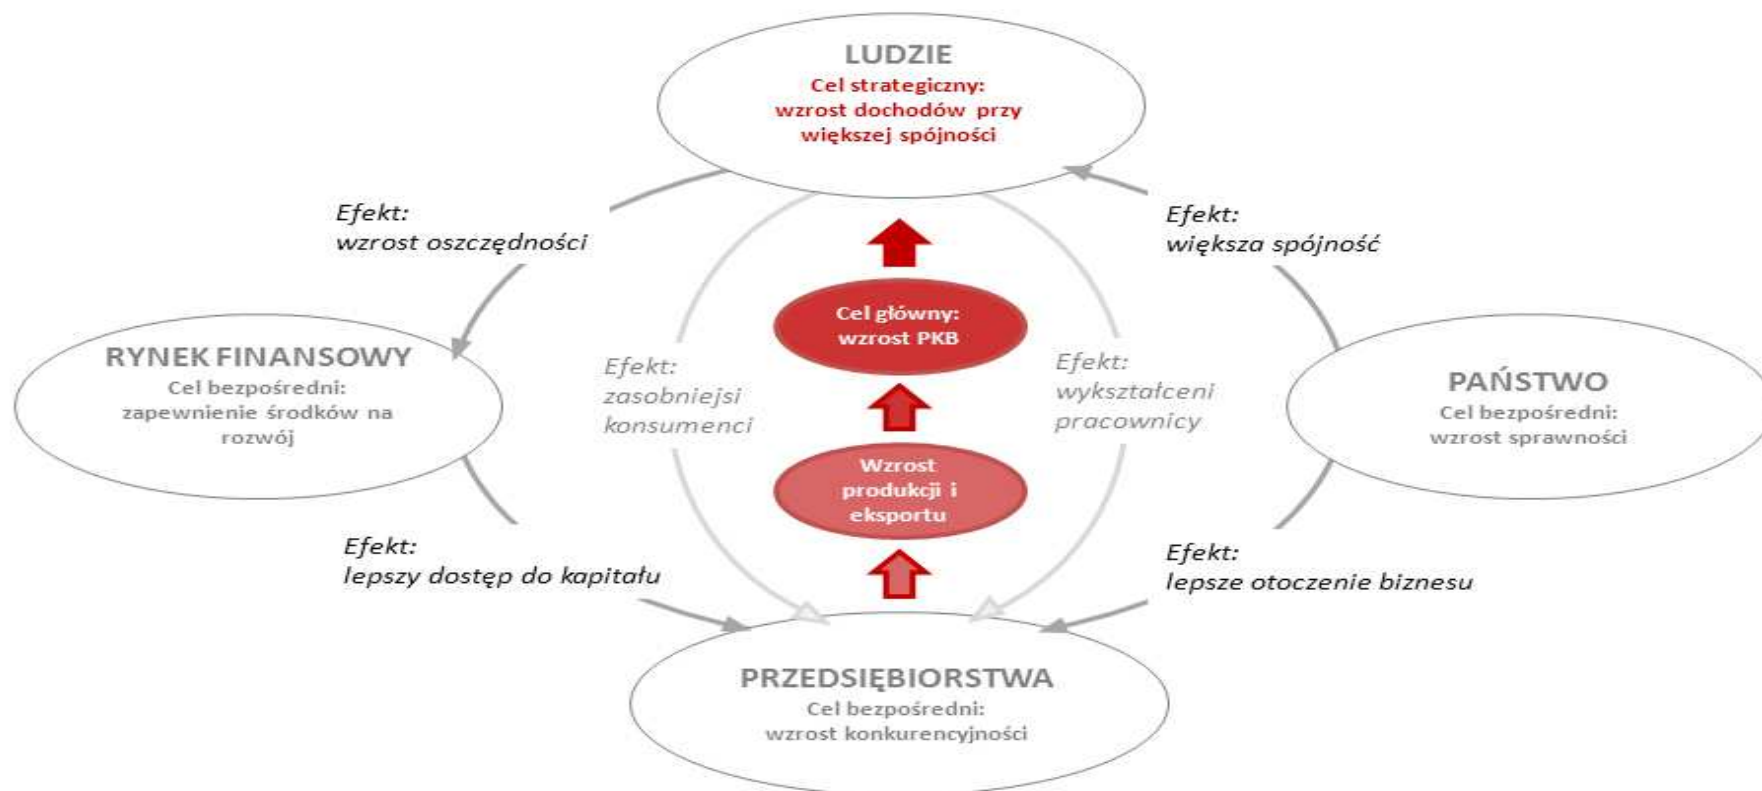 LUDZIE
Cel strategiczny:
wzrost dochodów przy
większej spójności
Efekt:
wzrost oszczędności
Efekt:
większa spójność
Cel główny:
wzrost PKB
RYNEK FINANSOWY
Cel bezpośredni:
zapewnienie środków na
rozwój
Efekt:
zasobniejsi
konsumenci
Efekt:
wykształceni
pracownicy
PAŃSTWO
Cel bezpośredni:
wzrost sprawności
Wzrost
produkcji i
eksportu
Efekt:
lepszy dostęp do kapitału
Efekt:
lepsze otoczenie biznesu
PRZEDSIĘBIORSTWA
Cel bezpośredni:
wzrost konkurencyjności